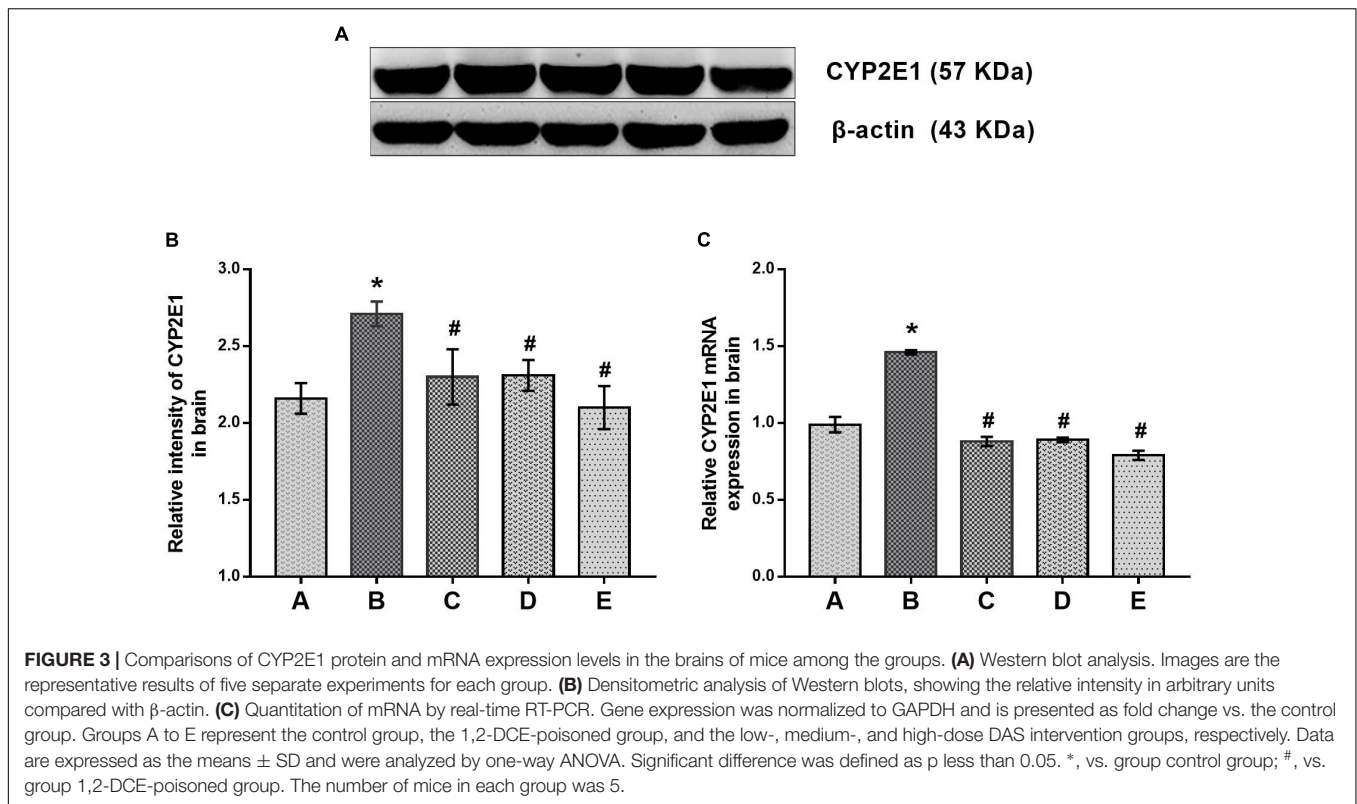 A
CYP2E1 (57 KDa)
β-actin (43 KDa)
B
Relative intensity of CYP2E1
in brain
3.0
2.5
2.0
1.5
1.0
*
#
#
#
A B C D E
C
Relative CYP2E1 mRNA
expression in brain
2.0
1.5
1.0
0.5
0.0
*
#
#
#
A B C D E
FIGURE 3 | Comparisons of CYP2E1 protein and mRNA expression levels in the brains of mice among the groups. (A) Western blot analysis. Images are the
representative results of five separate experiments for each group. (B) Densitometric analysis of Western blots, showing the relative intensity in arbitrary units
compared with β-actin. (C) Quantitation of mRNA by real-time RT-PCR. Gene expression was normalized to GAPDH and is presented as fold change vs. the control
group. Groups A to E represent the control group, the 1,2-DCE-poisoned group, and the low-, medium-, and high-dose DAS intervention groups, respectively. Data
are expressed as the means ± SD and were analyzed by one-way ANOVA. Significant difference was defined as p less than 0.05. *, vs. group control group; #, vs.
group 1,2-DCE-poisoned group. The number of mice in each group was 5.